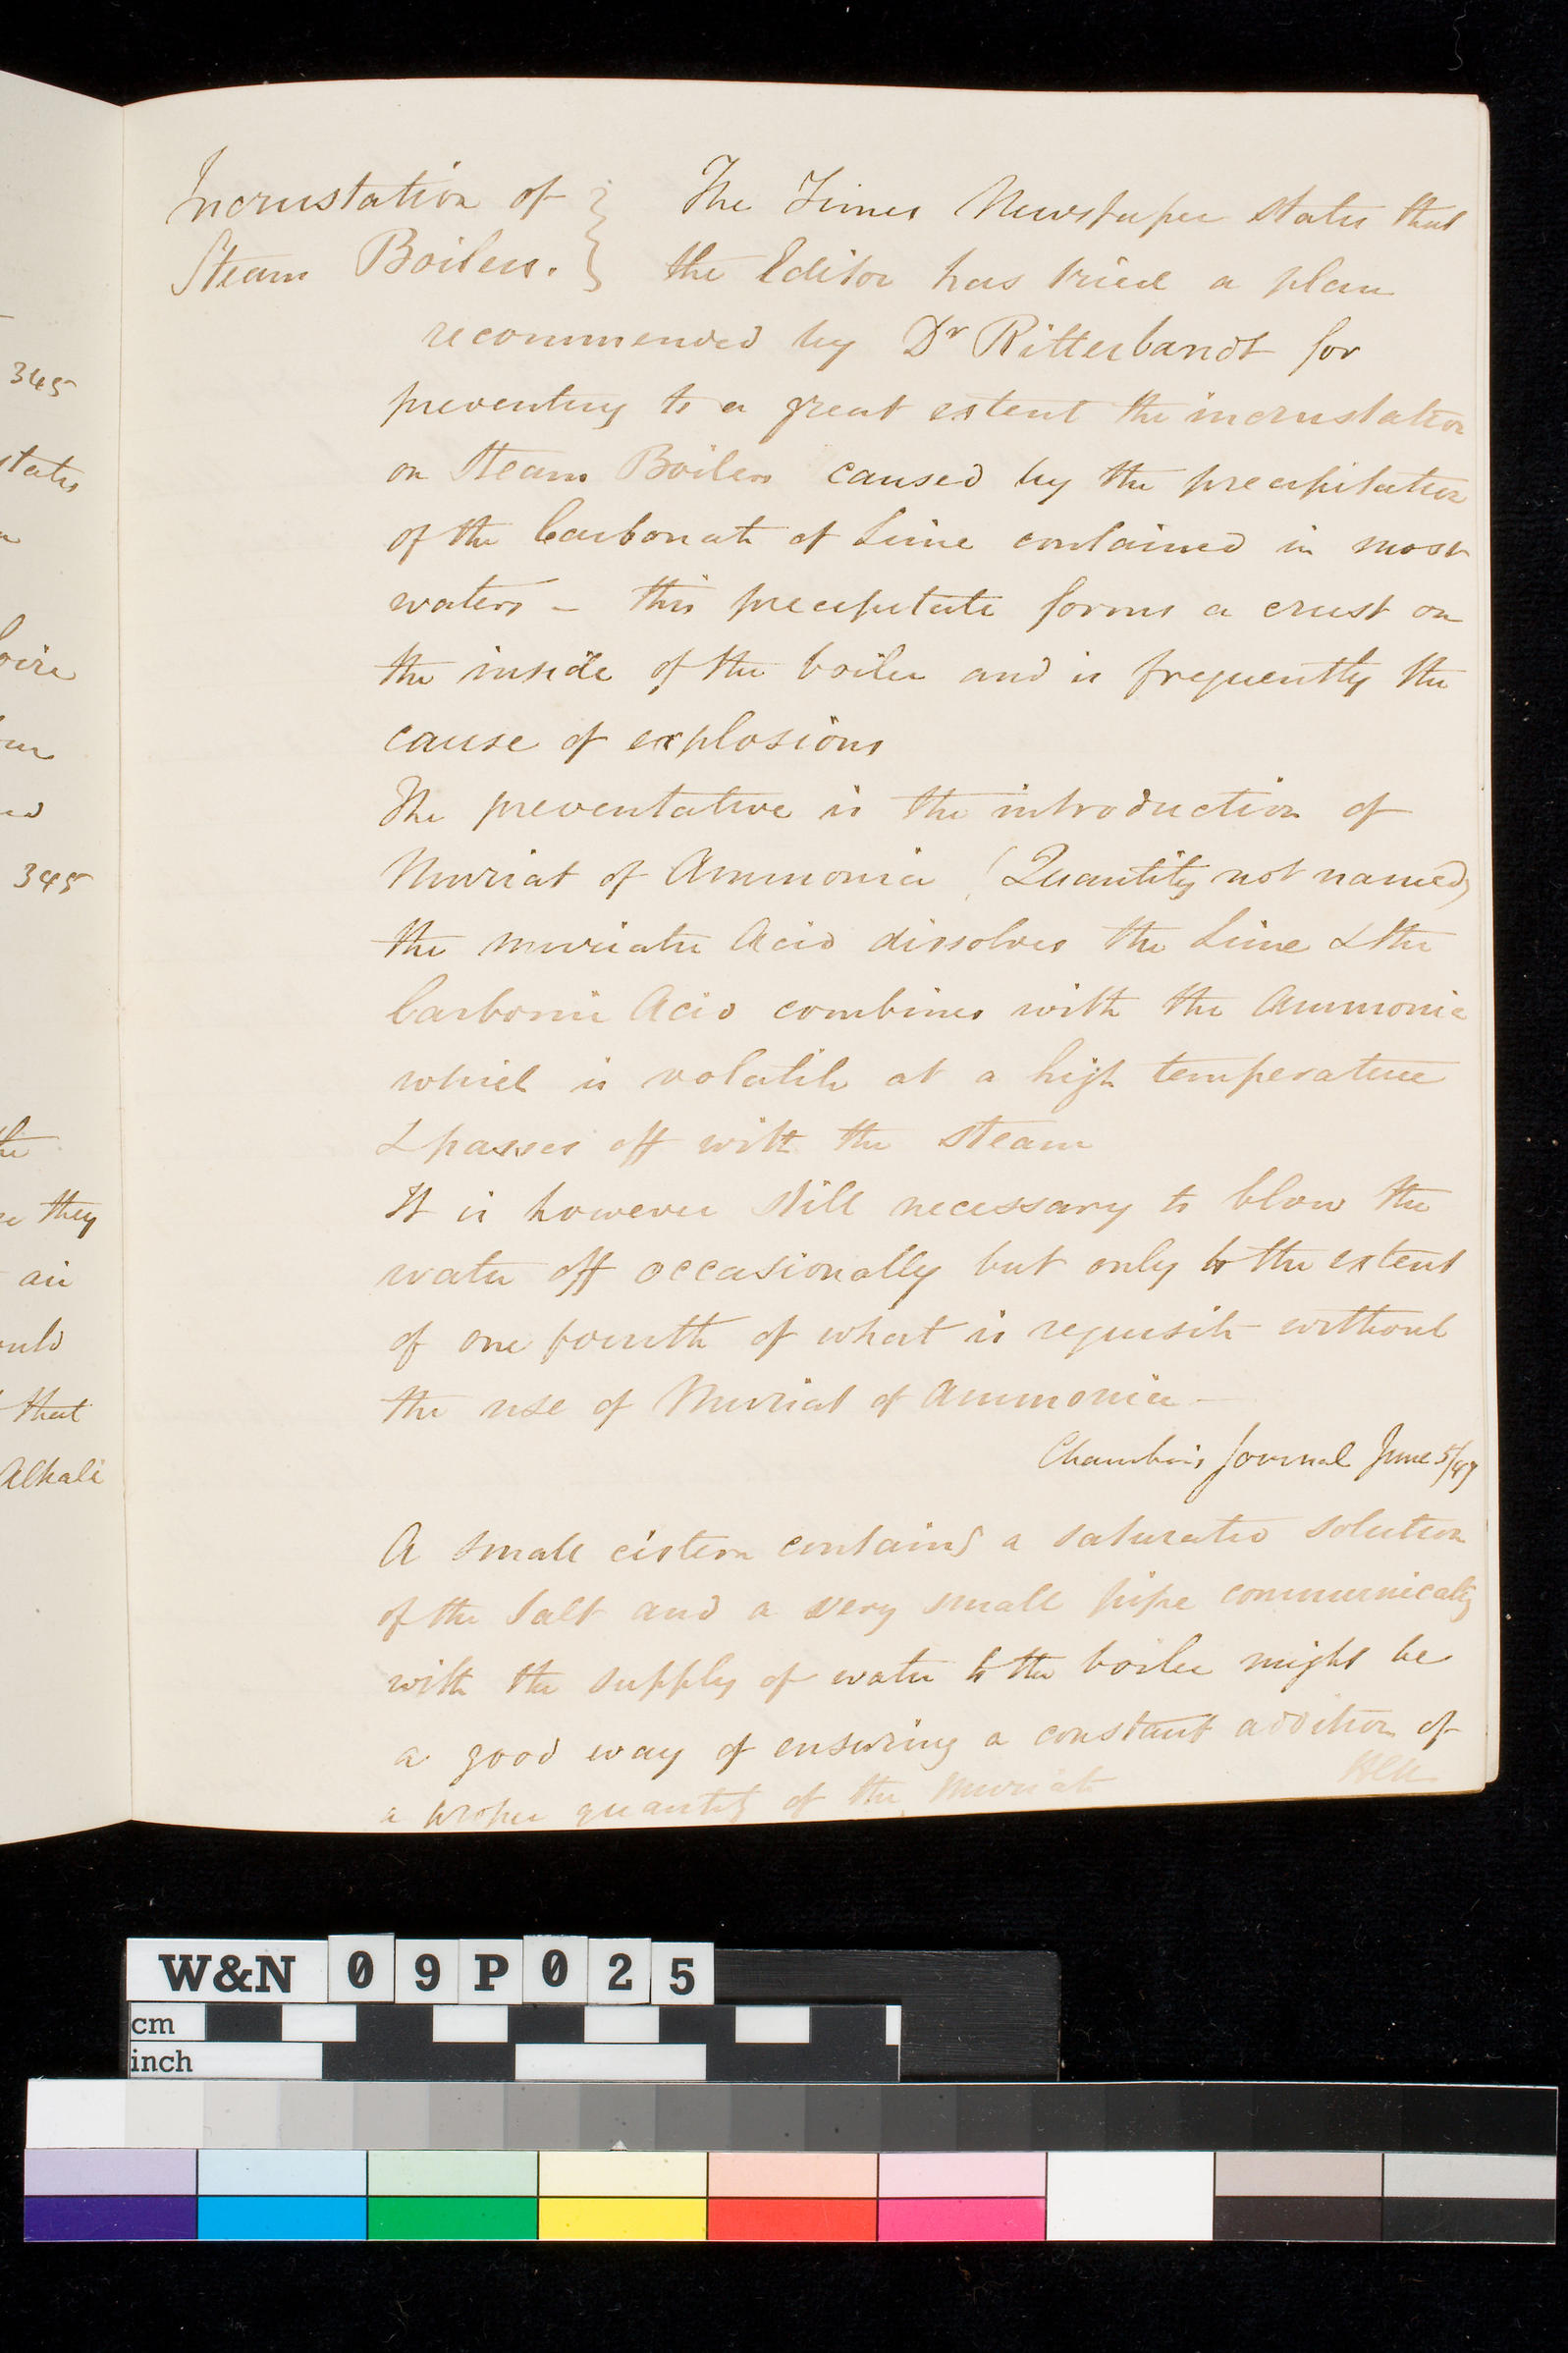 Incrustation of } The Times Newspaper states that
Steam Boilers. } the Editor has tried a plan
recommended by Dr Ritterbandt for
preventing to a great extent the incrustation
on Steam Boilers caused by the precipitation
of the Carbonate of Lime contained in most
waters - this precipitate forms a crust on
the inside of the boiler and is frequently the
cause of explosions
The preventative is the introduction of
Muriat of Ammonia (Quantity not named)
the muriatic Acid dissolves the Lime & the
Carbonic Acid combines with the Ammonia
which is volatile at a high temperature
& passes off with the steam
It is however still necessary to blow the
water off occasionally but only to the extent
of one fourth of what is requisite without
the use of Muriat of Ammonia -
Chambers Journal June 5/47
A small cistern containg a saturated solution
of the Salt and a very small pipe communicatg
with the supply of water to the boiler might be
a good way of ensuring a constant addition of
a proper quantity of the Muriate
345
states
345
the
they
air
that
Alkali
W&N 09P025
cm
inch